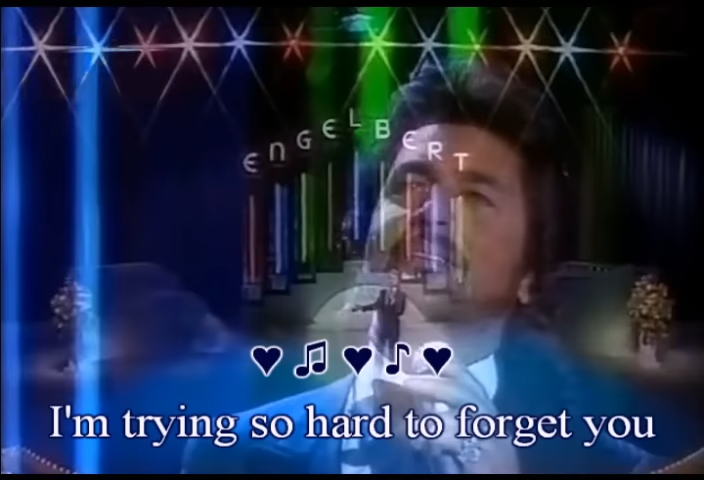 ENGELBERT
♥ ♫ ♥ ♪ ♥
I'm trying so hard to forget you